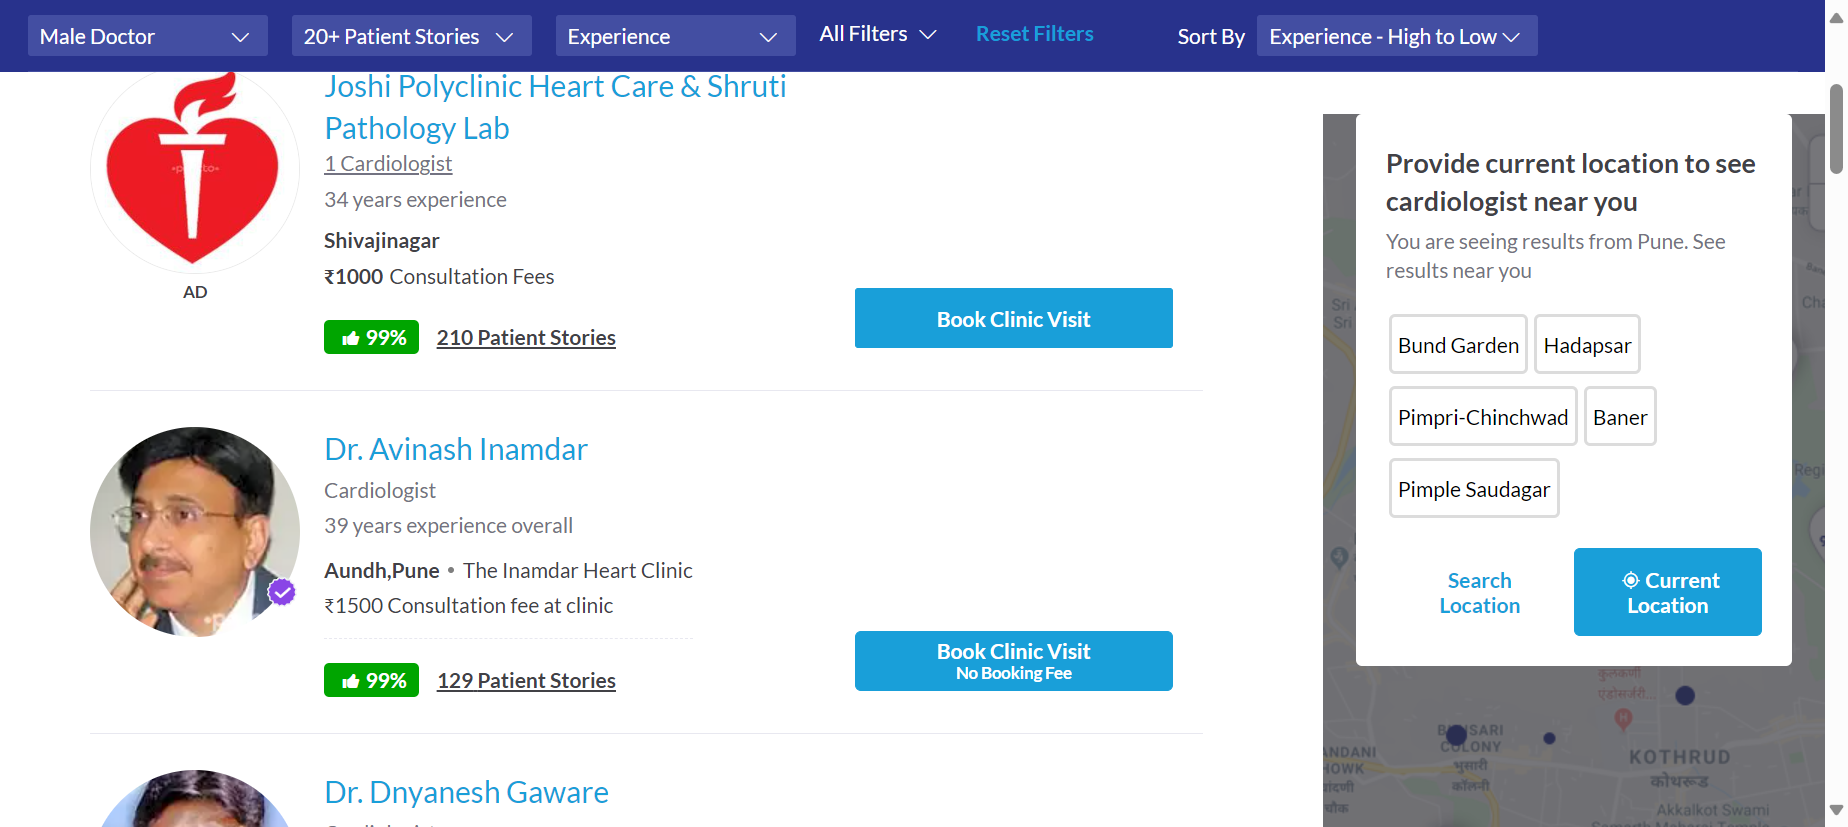 Male Doctor
20+ Patient Stories
Experience
All Filters
Reset Filters
Sort By
Experience - High to Low
Joshi Polyclinic Heart Care & Shruti
Pathology Lab
1 Cardiologist
34 years experience
Shivajinagar
₹1000 Consultation Fees
AD
99%
210 Patient Stories
Book Clinic Visit
Dr. Avinash Inamdar
Cardiologist
39 years experience overall
Aundh,Pune • The Inamdar Heart Clinic
₹1500 Consultation fee at clinic
99%
129 Patient Stories
Book Clinic Visit
No Booking Fee
Dr. Dnyanesh Gaware
Provide current location to see
cardiologist near you
You are seeing results from Pune. See
results near you
Bund Garden
Hadapsar
Pimpri-Chinchwad
Baner
Pimple Saudagar
Search
Location
Current
Location
Sri
Sri
कुलकर्णी
एंडोसर्जरी...
COLONY
भुसारी
कॉलनी
KOTHRUD
कोथरूड
चौक
Akkalkot Swami